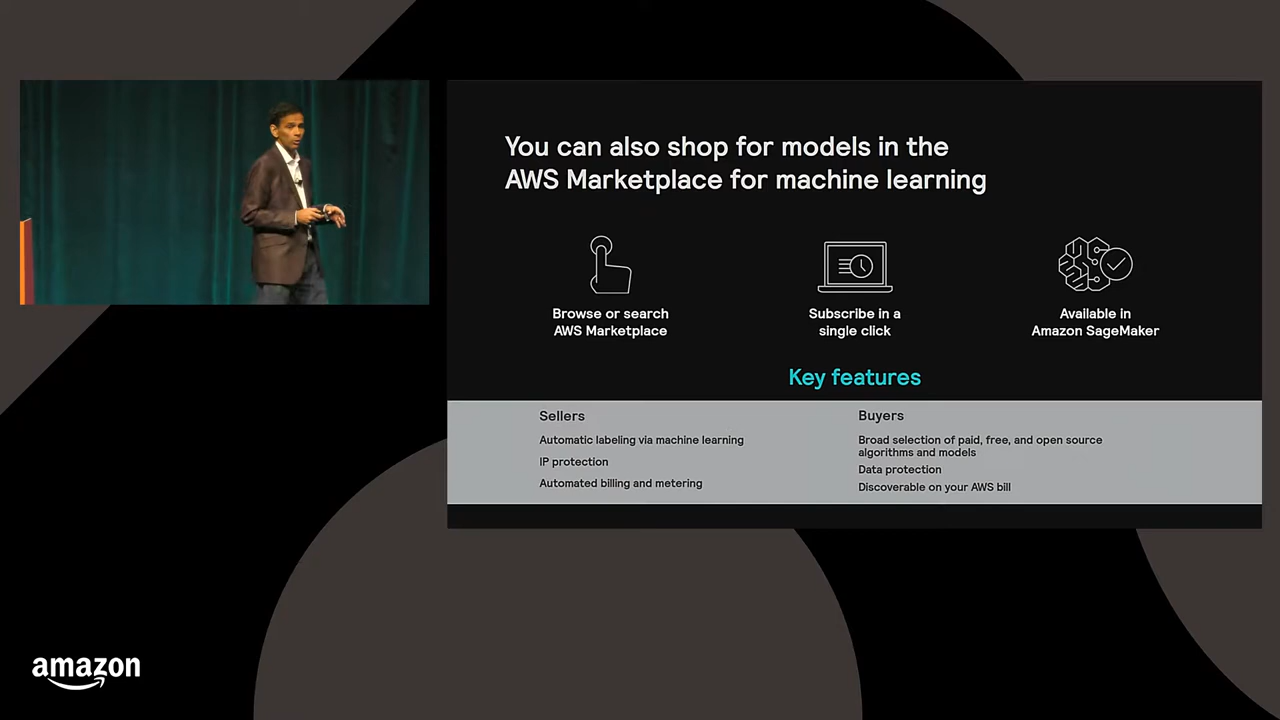 You can also shop for models in the
AWS Marketplace for machine learning
Browse or search
AWS Marketplace
Subscribe in a
single click
Available in
Amazon SageMaker
Key features
Sellers
Automatic labeling via machine learning
IP protection
Automated billing and metering
Buyers
Broad selection of paid, free, and open source
algorithms and models
Data protection
Discoverable on your AWS bill
amazon